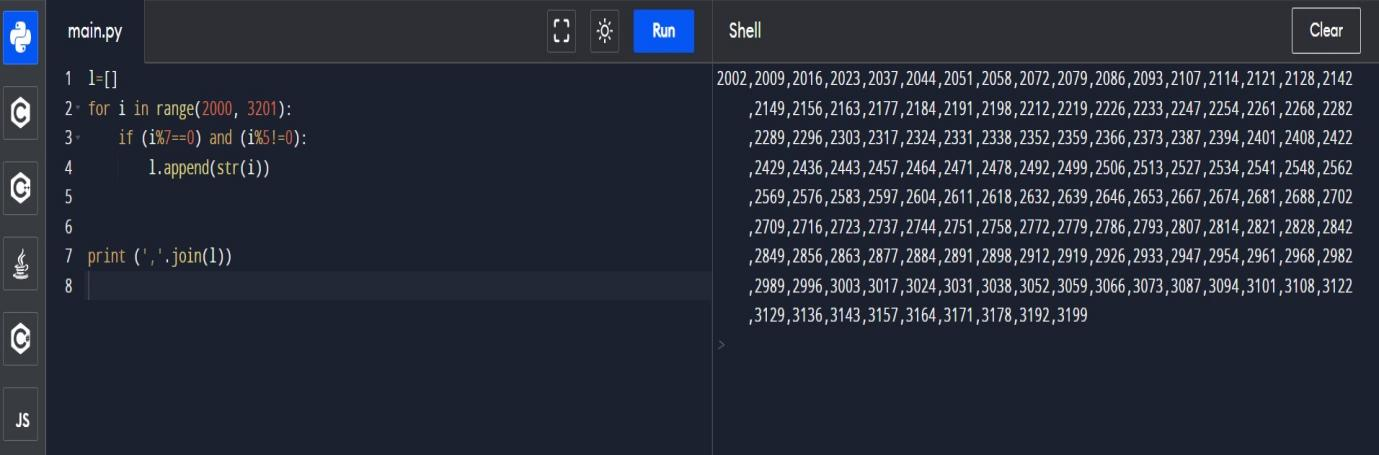 main.py
Run
Shell
Clear
1 l=[]
2 for i in range(2000, 3201):
3     if (i%7==0) and (i%5!=0):
4         l.append(str(i))
5
6
7 print (','.join(l))
8
2002,2009,2016,2023,2037,2044,2051,2058,2072,2079,2086,2093,2107,2114,2121,2128,2142
,2149,2156,2163,2177,2184,2191,2198,2212,2219,2226,2233,2247,2254,2261,2268,2282
,2289,2296,2303,2317,2324,2331,2338,2352,2359,2366,2373,2387,2394,2401,2408,2422
,2429,2436,2443,2457,2464,2471,2478,2492,2499,2506,2513,2527,2534,2541,2548,2562
,2569,2576,2583,2597,2604,2611,2618,2632,2639,2646,2653,2667,2674,2681,2688,2702
,2709,2716,2723,2737,2744,2751,2758,2772,2779,2786,2793,2807,2814,2821,2828,2842
,2849,2856,2863,2877,2884,2891,2898,2912,2919,2926,2933,2947,2954,2961,2968,2982
,2989,2996,3003,3017,3024,3031,3038,3052,3059,3066,3073,3087,3094,3101,3108,3122
,3129,3136,3143,3157,3164,3171,3178,3192,3199
>
C
C++
C
JS